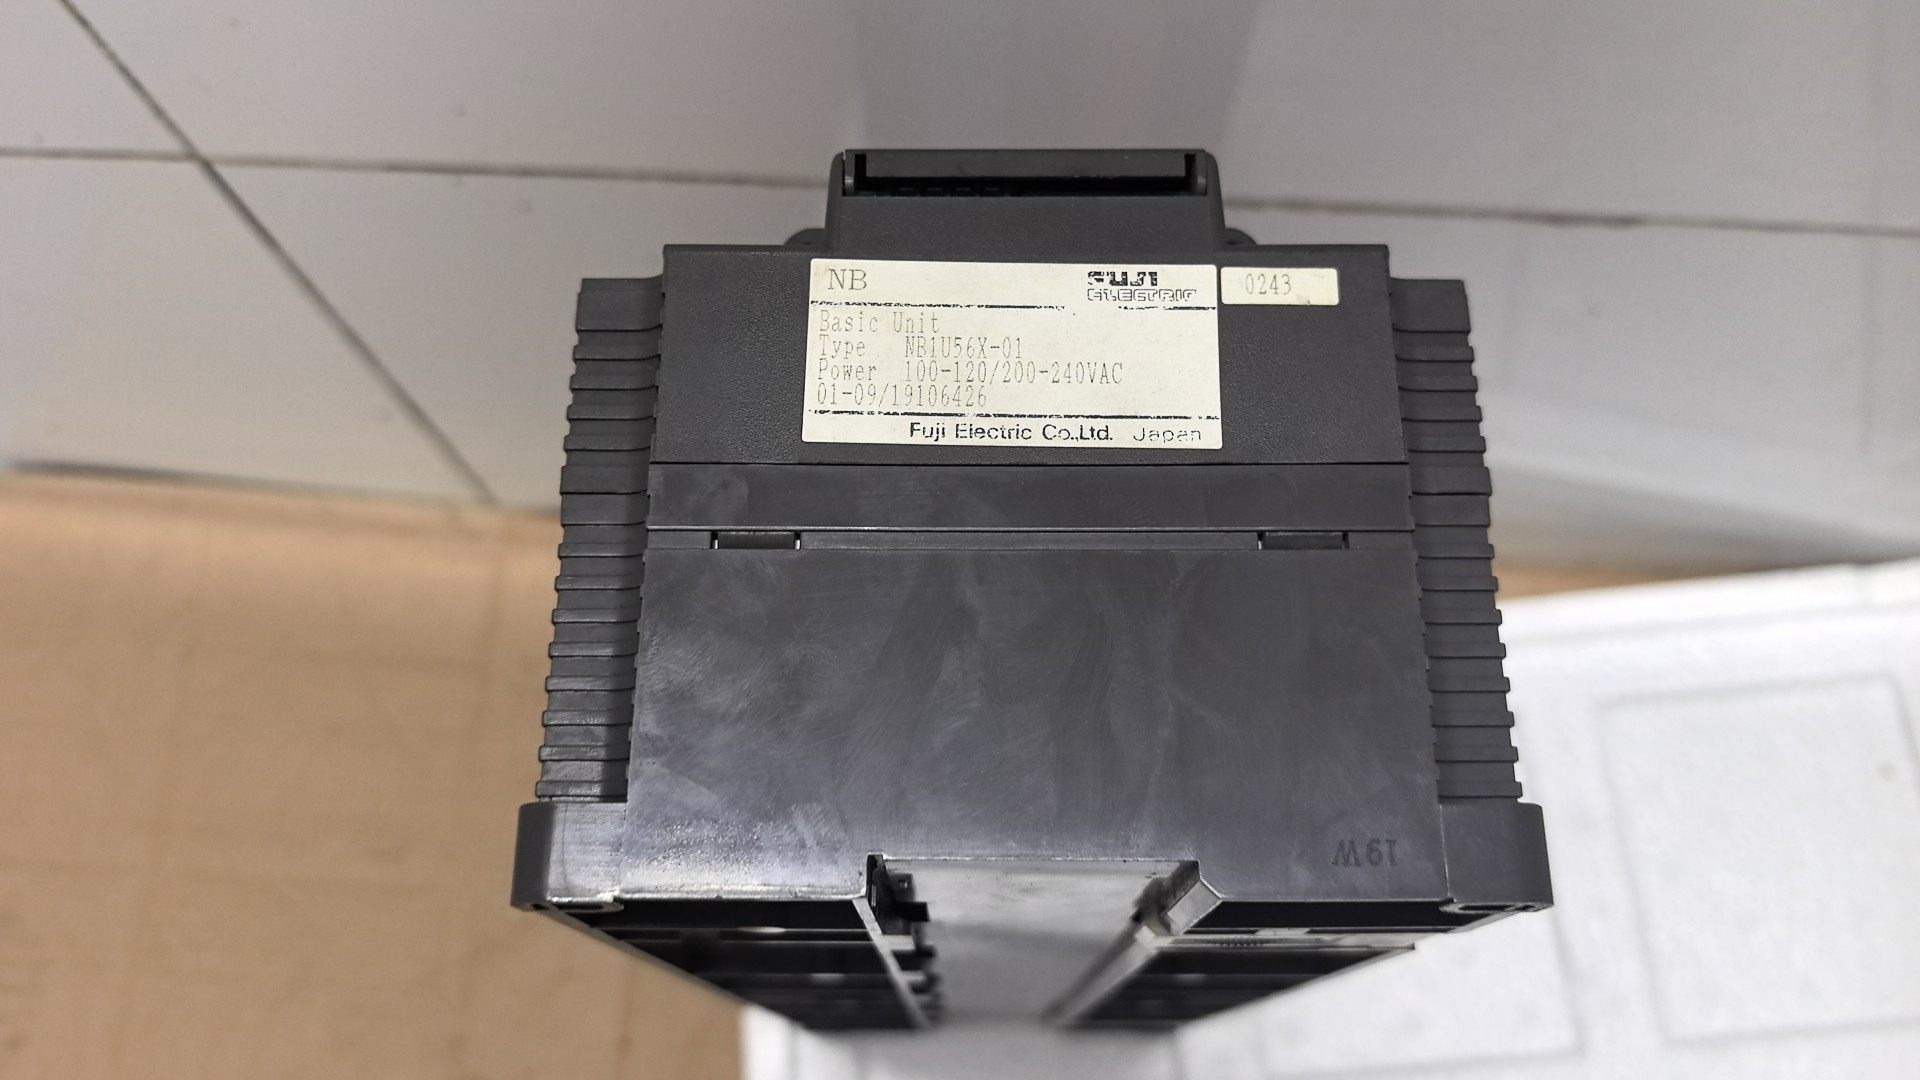 NB
FUJI
ELECTRIC
0243
Basic Unit
Type NB1U56X-01
Power 100-120/200-240VAC
01-09/19106426
Fuji Electric Co.,Ltd. Japan
19W